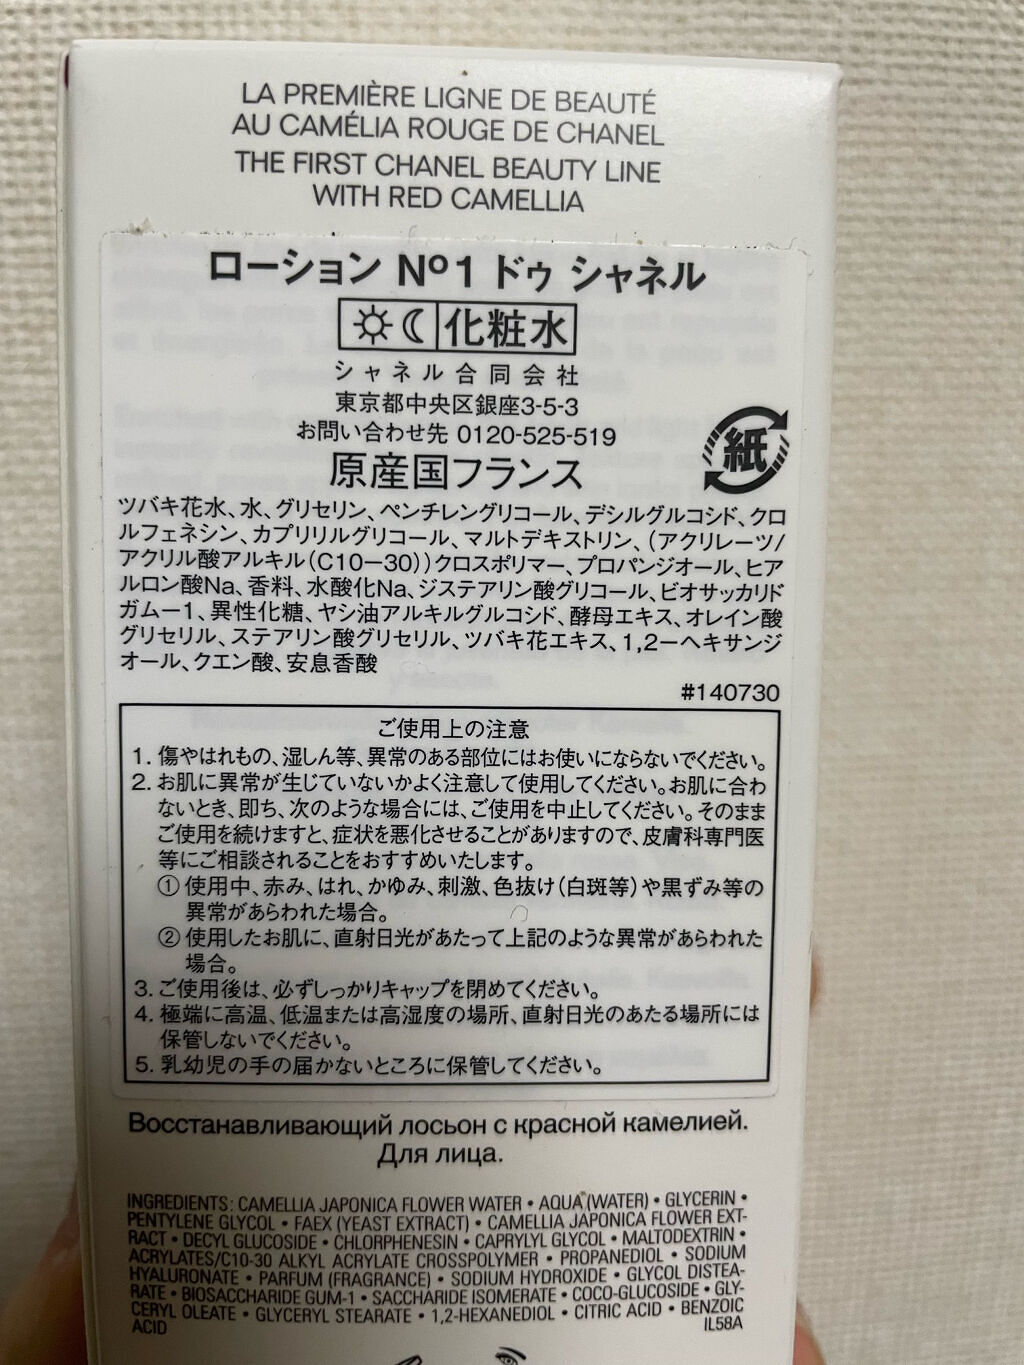 LA PREMIÈRE LIGNE DE BEAUTÉ
AU CAMÉLIA ROUGE DE CHANEL
THE FIRST CHANEL BEAUTY LINE
WITH RED CAMELLIA
ローション Nº1 ドゥ シャネル
化粧水
シャネル合同会社
東京都中央区銀座3-5-3
お問い合わせ先 0120-525-519
紙
原産国フランス
ツバキ花水、水、グリセリン、ペンチレングリコール、デシルグルコシド、クロ
ルフェネシン、カプリリルグリコール、マルトデキストリン、(アクリレーツ/
アクリル酸アルキル(C10ー30))クロスポリマー、プロパンジオール、ヒア
ルロン酸Na、香料、水酸化Na、ジステアリン酸グリコール、ビオサッカリド
ガムー1、異性化糖、ヤシ油アルキルグルコシド、酵母エキス、オレイン酸
グリセリル、ステアリン酸グリセリル、ツバキ花エキス、1,2ーヘキサンジ
オール、クエン酸、安息香酸
#140730
ご使用上の注意
1. 傷やはれもの、湿しん等、異常のある部位にはお使いにならないでください。
2. お肌に異常が生じていないかよく注意して使用してください。お肌に合わ
ないとき、即ち、次のような場合には、ご使用を中止してください。そのまま
ご使用を続けますと、症状を悪化させることがありますので、皮膚科専門医
等にご相談されることをおすすめいたします。
① 使用中、赤み、はれ、かゆみ、刺激、色抜け(白斑等)や黒ずみ等の
異常があらわれた場合。
② 使用したお肌に、直射日光があたって上記のような異常があらわれた
場合。
3. ご使用後は、必ずしっかりキャップを閉めてください。
4. 極端に高温、低温または高湿度の場所、直射日光のあたる場所には
保管しないでください。
5. 乳幼児の手の届かないところに保管してください。
Восстанавливающий лосьон с красной камелией.
Для лица.
INGREDIENTS: CAMELLIA JAPONICA FLOWER WATER • AQUA (WATER) • GLYCERIN •
PENTYLENE GLYCOL • FAEX (YEAST EXTRACT) • CAMELLIA JAPONICA FLOWER EXT-
RACT • DECYL GLUCOSIDE • CHLORPHENESIN • CAPRYLYL GLYCOL • MALTODEXTRIN •
ACRYLATES/C10-30 ALKYL ACRYLATE CROSSPOLYMER • PROPANEDIOL • SODIUM
HYALURONATE • PARFUM (FRAGRANCE) • SODIUM HYDROXIDE • GLYCOL DISTEA-
RATE • BIOSACCHARIDE GUM-1 • SACCHARIDE ISOMERATE • COCO-GLUCOSIDE • GLY-
CERYL OLEATE • GLYCERYL STEARATE • 1,2-HEXANEDIOL • CITRIC ACID • BENZOIC
ACID IL58A